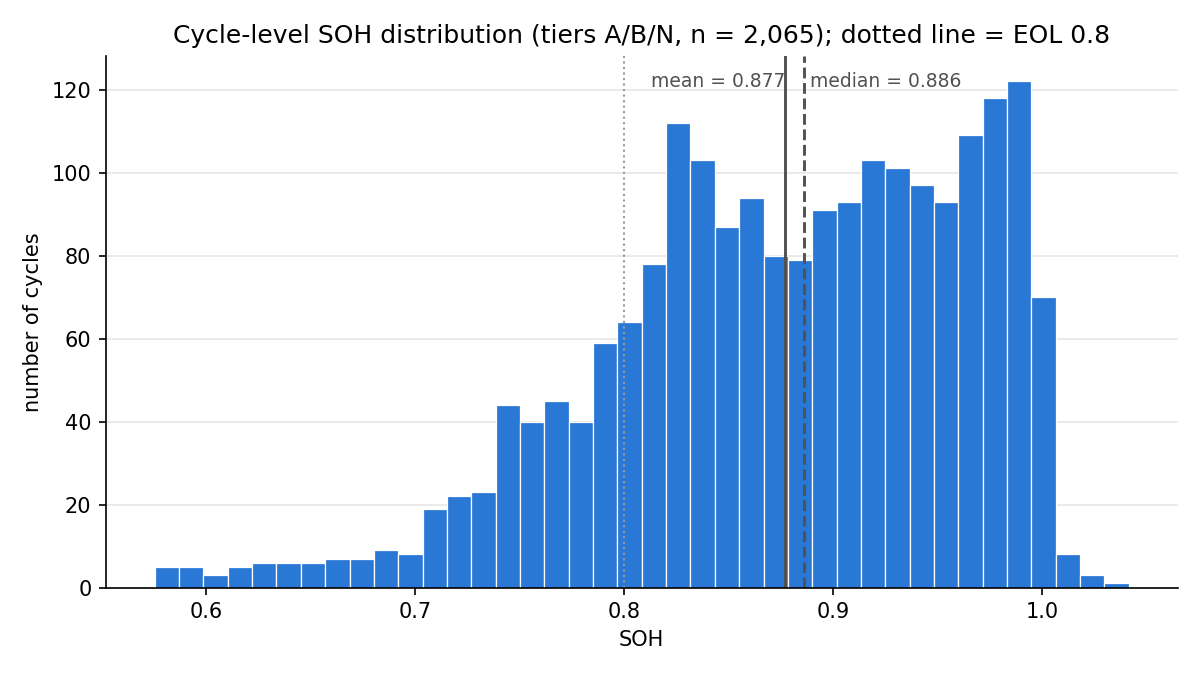 Cycle-level SOH distribution (tiers A/B/N, n = 2,065); dotted line = EOL 0.8
mean = 0.877
median = 0.886
number of cycles
120
100
80
60
40
20
0
0.6
0.7
0.8
0.9
1.0
SOH